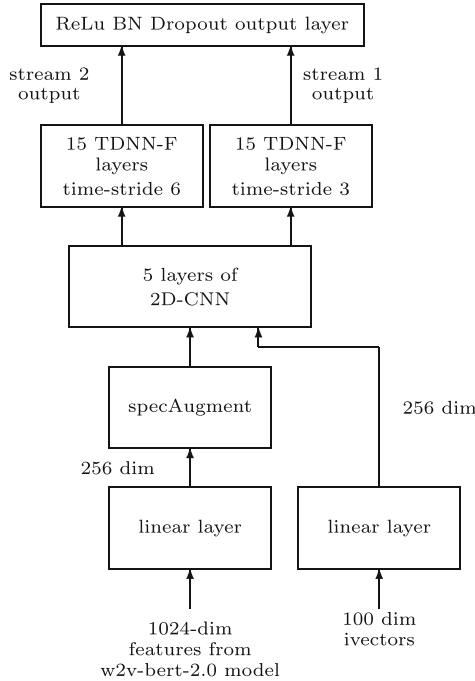 ReLu BN Dropout output layer
stream 2
output
stream 1
output
15 TDNN-F
layers
time-stride 6
15 TDNN-F
layers
time-stride 3
5 layers of
2D-CNN
specAugment
256 dim
256 dim
linear layer
linear layer
1024-dim
features from
w2v-bert-2.0 model
100 dim
ivectors